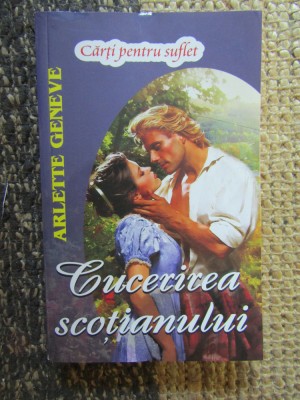 Cărți pentru suflet
ARLETTE GENEVE
Cucerirea
scoțianului